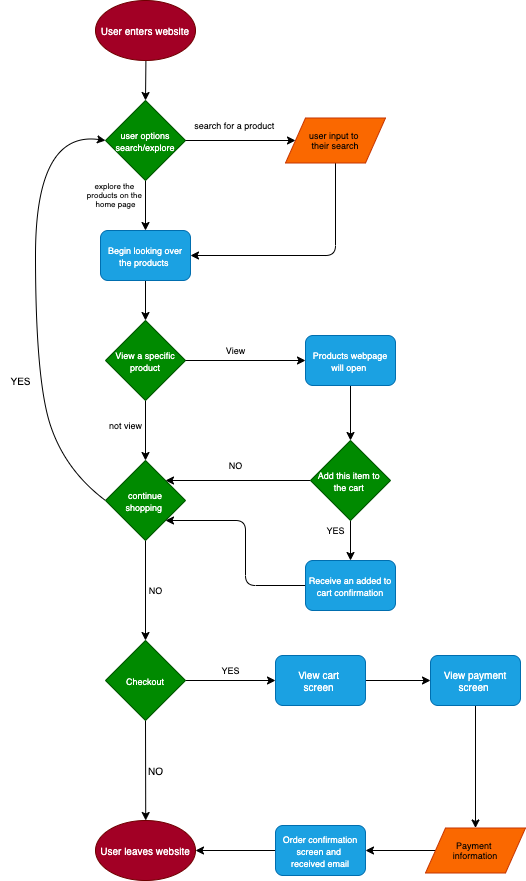 User enters website
user options
search/explore
search for a product
user input to
their search
explore the
products on the
home page
Begin looking over
the products
View a specific
product
View
Products webpage
will open
YES
not view
NO
Add this item to
the cart
continue
shopping
YES
Receive an added to
cart confirmation
NO
Checkout
YES
View cart
screen
View payment
screen
NO
User leaves website
Order confirmation
screen and
received email
Payment
information